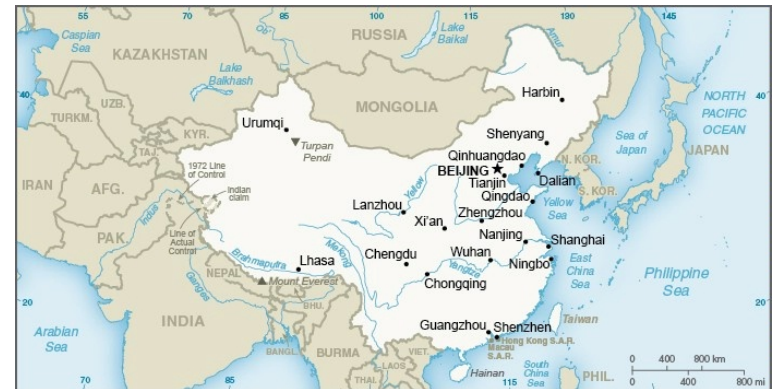 55
70
85
100
115
130
145
Caspian
Sea
RUSSIA
Lake
Baikal
Amur
KAZAKHSTAN
Lake
Balkhash
40
MONGOLIA
Harbin
40
NORTH
PACIFIC
OCEAN
UZB.
TURKM.
Urumqi
Turpan
Pendi
Shenyang
Sea of
Japan
KYR.
TAJ.
1972 Line
of Control
Qinhuangdao
BEIJING
Tianjin
Dalian
N. KOR.
JAPAN
IRAN
AFG.
Indian
claim
Lanzhou
Yellow
Qingdao
S. KOR.
Yellow
Sea
Indus
Xi'an
Zhengzhou
Line of
Actual
Control
PAK.
Nanjing
Shanghai
Brahmaputra
Mekong
Chengdu
Wuhan
Yangtze
Ningbo
East
China
Sea
Lhasa
NEPAL
Mount Everest
Chongqing
Philippine
Sea
Ganges
20
BHU.
20
INDIA
Guangzhou
Shenzhen
Taiwan
Hong Kong S.A.R.
Macau
S.A.R.
Arabian
Sea
BANGL.
BURMA
VIET.
LAOS
THAI.
Hainan
South
China
Sea
PHIL.
0 400 800 km
0 400 800 mi
70
85
115